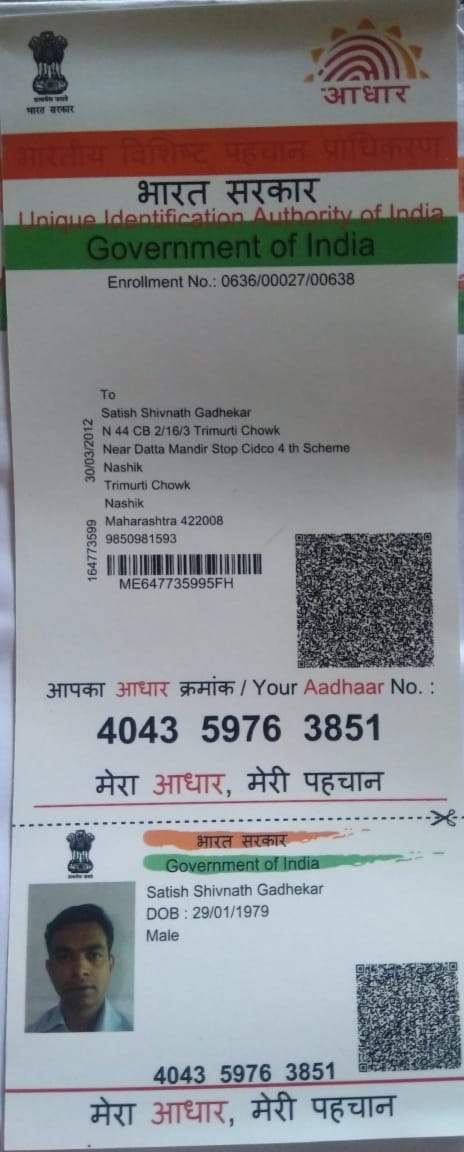 सत्यमेव जयते
भारत सरकार
आधार
भारतीय विशिष्ट पहचान प्राधिकरण
भारत सरकार
Unique Identification Authority of India
Government of India
Enrollment No.: 0636/00027/00638
To
Satish Shivnath Gadhekar
N 44 CB 2/16/3 Trimurti Chowk
Near Datta Mandir Stop Cidco 4 th Scheme
Nashik
Trimurti Chowk
Nashik
Maharashtra 422008
9850981593
30/03/2012
164773599
ME647735995FH
आपका आधार क्रमांक / Your Aadhaar No. :
4043 5976 3851
मेरा आधार, मेरी पहचान
भारत सरकार
Government of India
Satish Shivnath Gadhekar
DOB : 29/01/1979
Male
4043 5976 3851
मेरा आधार, मेरी पहचान